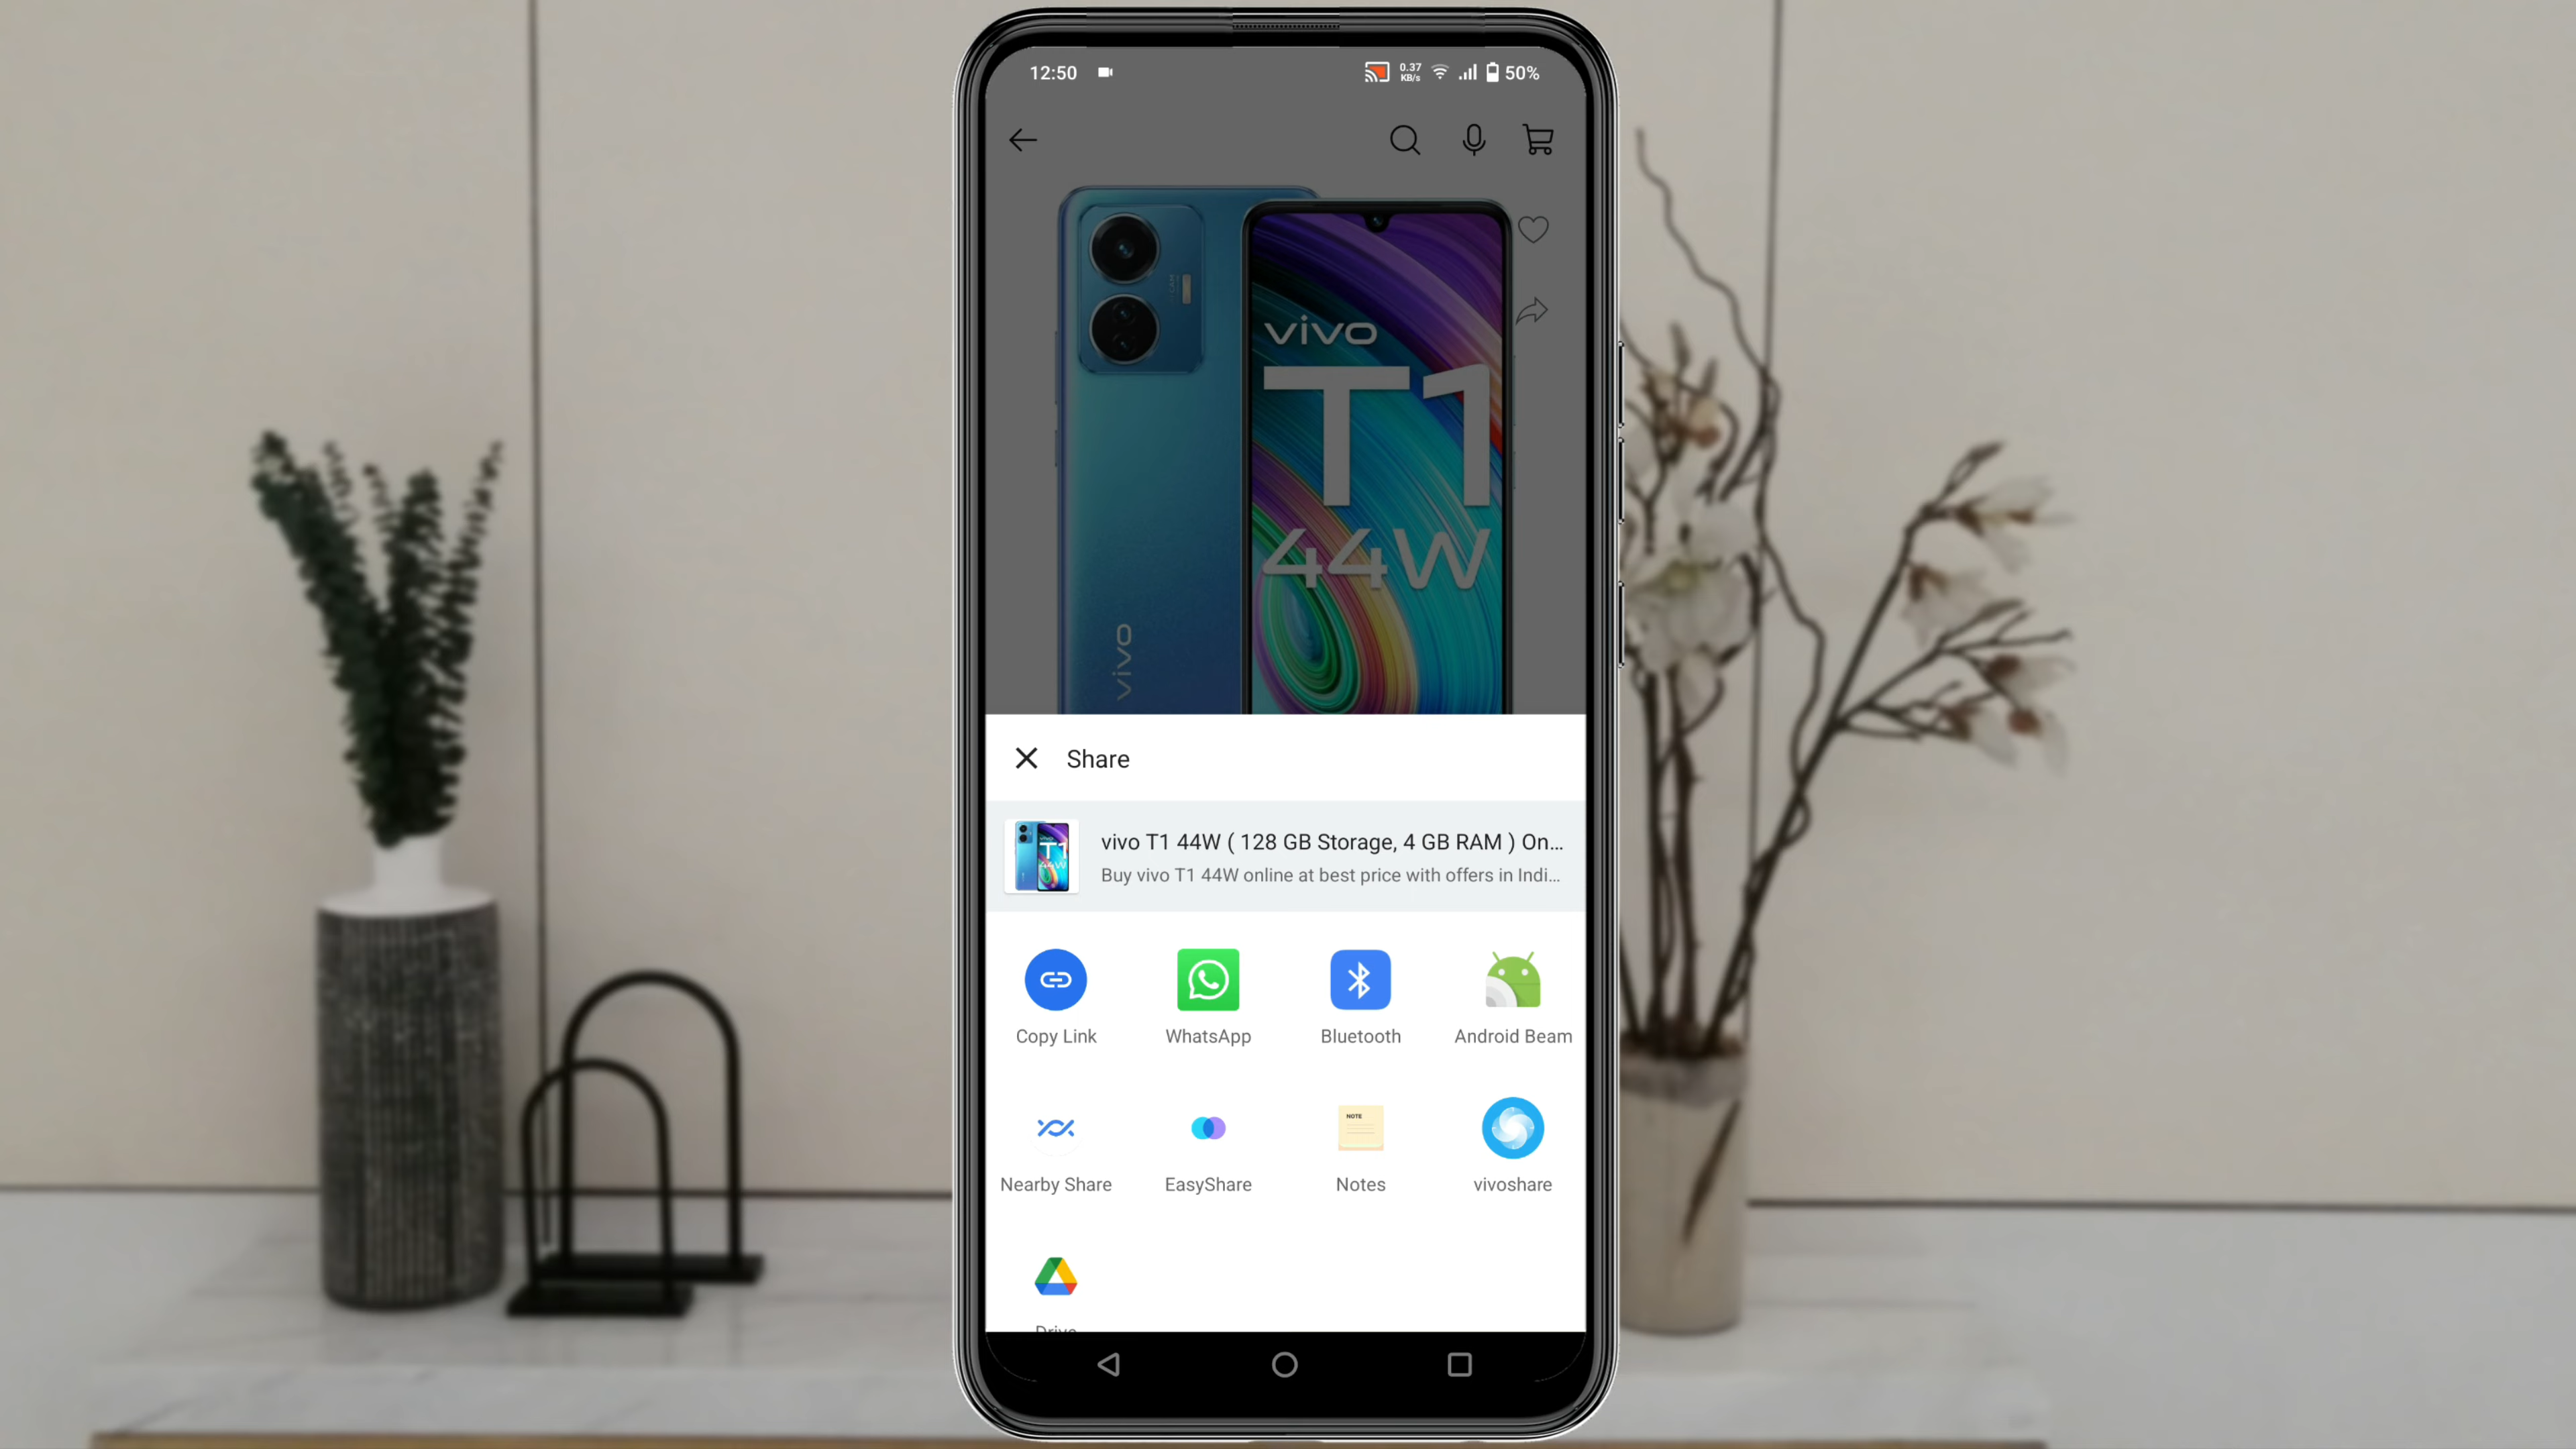 12:50
0.37
KB/s
50%
vivo
T1
44W
vivo
Share
vivo T1 44W ( 128 GB Storage, 4 GB RAM ) On...
Buy vivo T1 44W online at best price with offers in Indi...
Copy Link
WhatsApp
Bluetooth
Android Beam
NOTE
Nearby Share
EasyShare
Notes
vivoshare
Drive